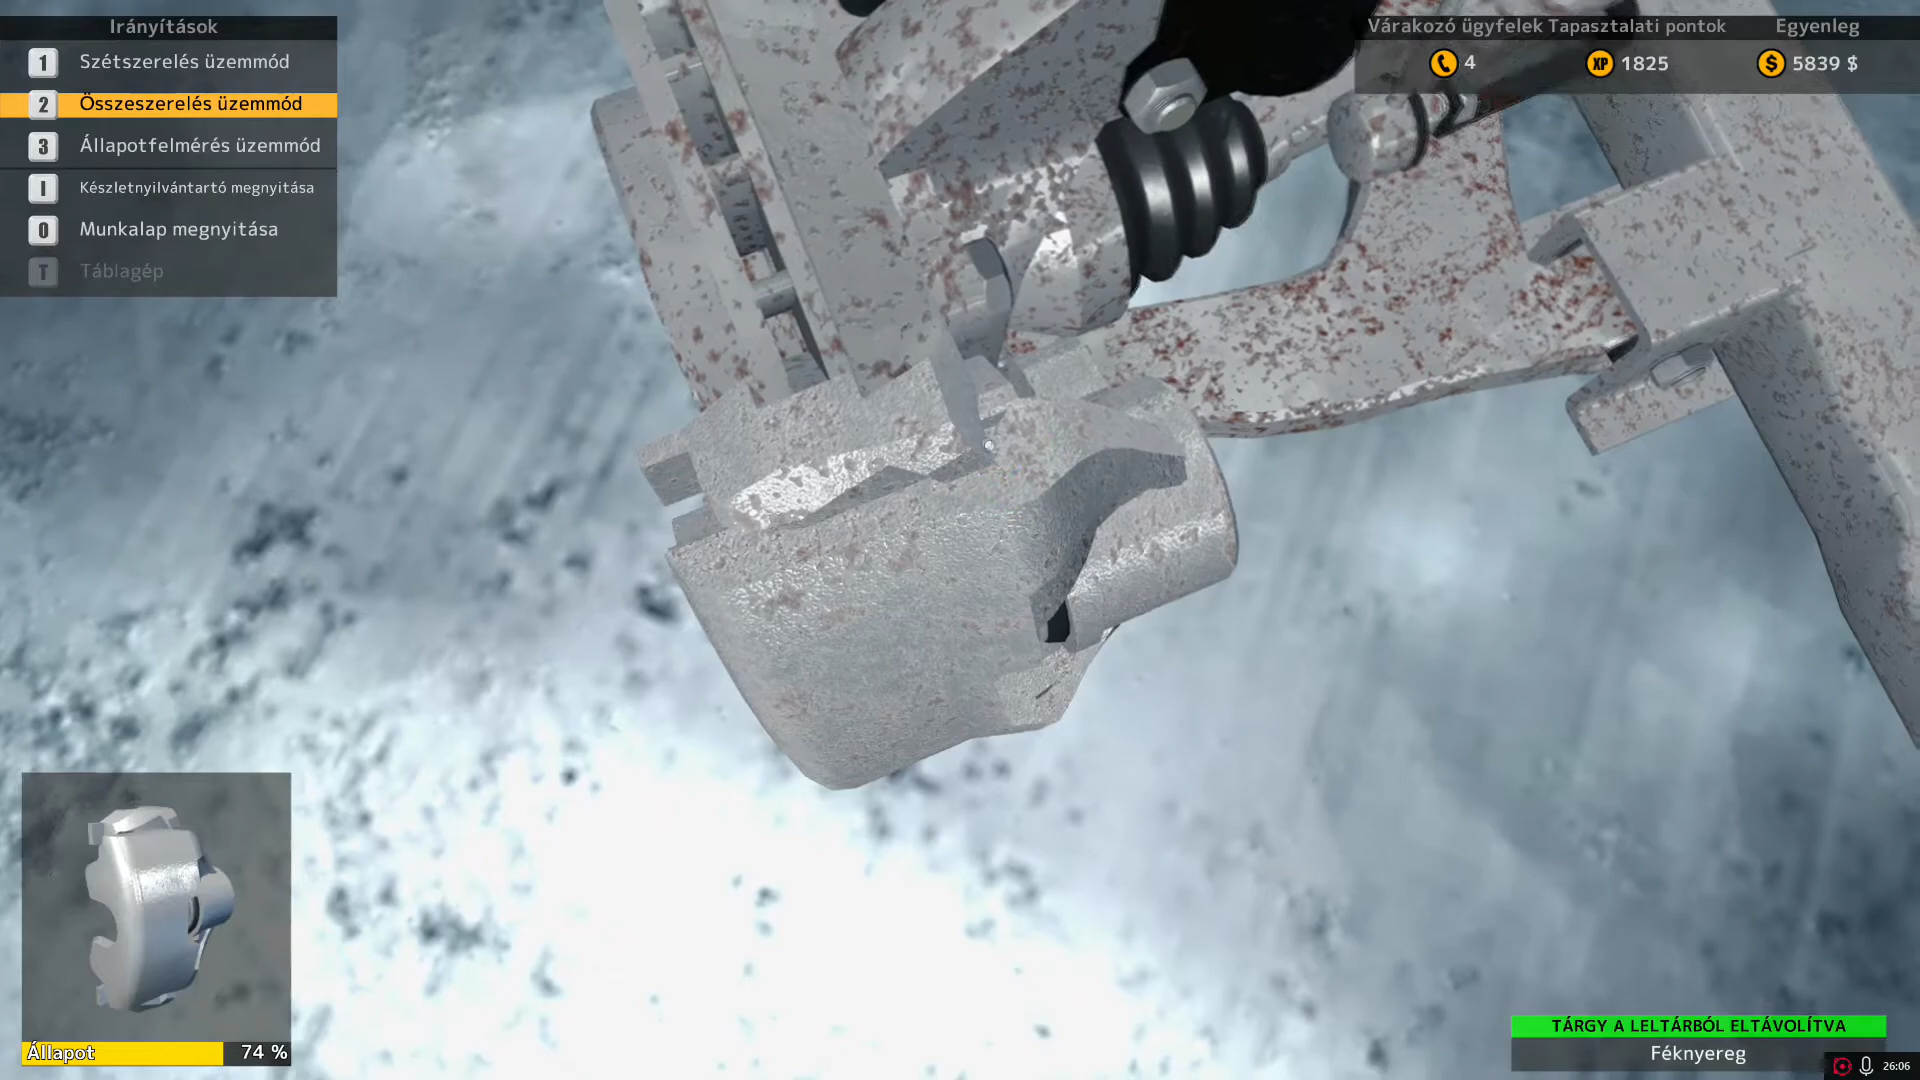 Irányítások
1 Szétszerelés üzemmód
2 Összeszerelés üzemmód
3 Állapotfelmérés üzemmód
I Készletnyilvántartó megnyitása
O Munkalap megnyitása
T Táblagép
Várakozó ügyfelek Tapasztalati pontok Egyenleg
4 XP 1825 $ 5839 $
Állapot 74 %
TÁRGY A LELTÁRBÓL ELTÁVOLÍTVA
Féknyereg
26:06